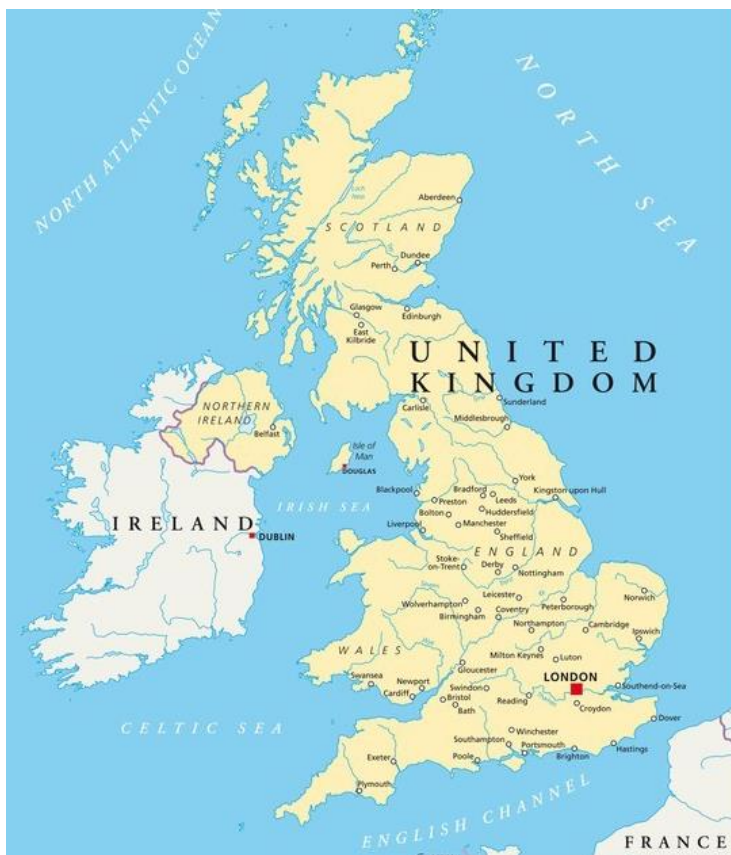 NORTH ATLANTIC OCEAN
NORTH SEA
Loch
Ness
Aberdeen
SCOTLAND
Dundee
Perth
Glasgow
Edinburgh
East
Kilbride
UNITED
KINGDOM
Sunderland
Carlisle
Middlesbrough
NORTHERN
IRELAND
Belfast
Isle of
Man
DOUGLAS
York
Blackpool
Bradford
Leeds
Kingston upon Hull
Preston
IRISH SEA
Bolton
Huddersfield
IRELAND
Liverpool
Manchester
Sheffield
DUBLIN
ENGLAND
Stoke-
on-Trent
Derby
Nottingham
Leicester
Norwich
Wolverhampton
Peterborough
Birmingham
Coventry
Northampton
Cambridge
Ipswich
WALES
Milton Keynes
Luton
Gloucester
Swansea
LONDON
Newport
Swindon
Southend-on-Sea
Cardiff
Bristol
Reading
Bath
Croydon
CELTIC SEA
Dover
Winchester
Southampton
Portsmouth
Hastings
Exeter
Poole
Brighton
Plymouth
ENGLISH CHANNEL
FRANCE